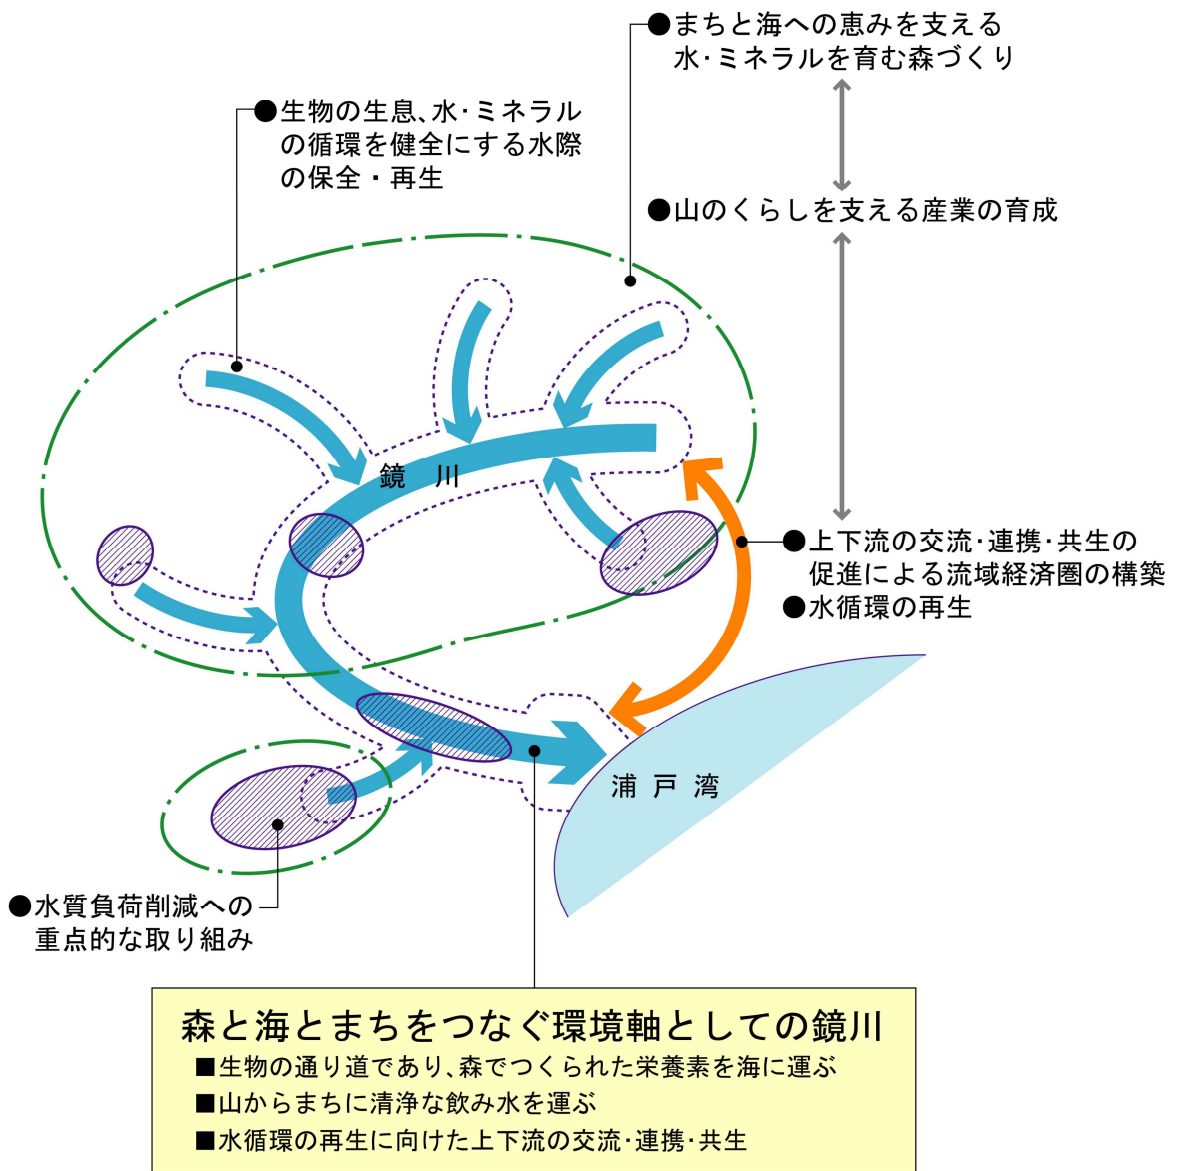 ●まちと海への恵みを支える
水･ミネラルを育む森づくり
●生物の生息、水･ミネラル
の循環を健全にする水際
の保全・再生
●山のくらしを支える産業の育成
鏡 川
●上下流の交流･連携･共生の
促進による流域経済圏の構築
●水循環の再生
浦 戸 湾
●水質負荷削減への
重点的な取り組み
森と海とまちをつなぐ環境軸としての鏡川
■生物の通り道であり、森でつくられた栄養素を海に運ぶ
■山からまちに清浄な飲み水を運ぶ
■水循環の再生に向けた上下流の交流･連携･共生